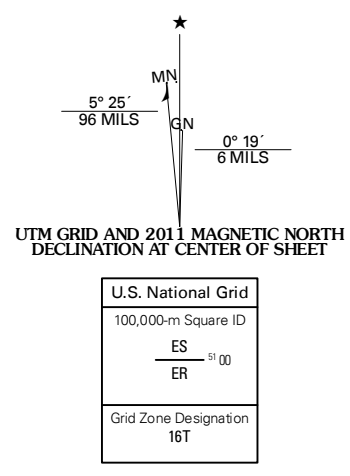 ★
MN
5° 25´
96 MILS
GN
0° 19´
6 MILS
UTM GRID AND 2011 MAGNETIC NORTH
DECLINATION AT CENTER OF SHEET
U.S. National Grid
100,000-m Square ID
ES
51 00
ER
Grid Zone Designation
16T